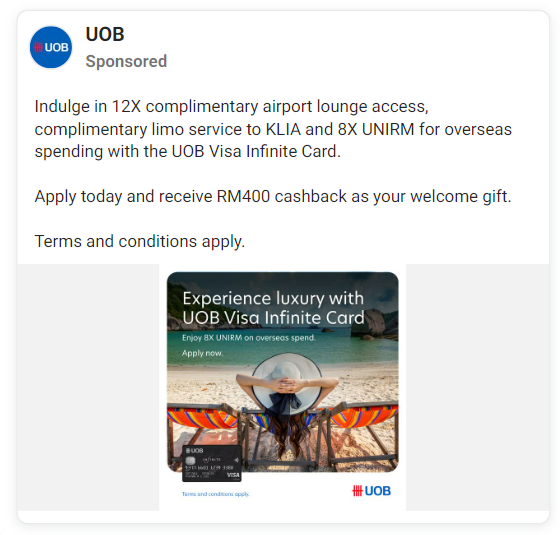 UOB
UOB
Sponsored
Indulge in 12X complimentary airport lounge access,
complimentary limo service to KLIA and 8X UNIRM for overseas
spending with the UOB Visa Infinite Card.
Apply today and receive RM400 cashback as your welcome gift.
Terms and conditions apply.
Experience luxury with
UOB Visa Infinite Card
Enjoy 8X UNIRM on overseas spend.
Apply now.
UOB
VISA
Terms and conditions apply.
UOB